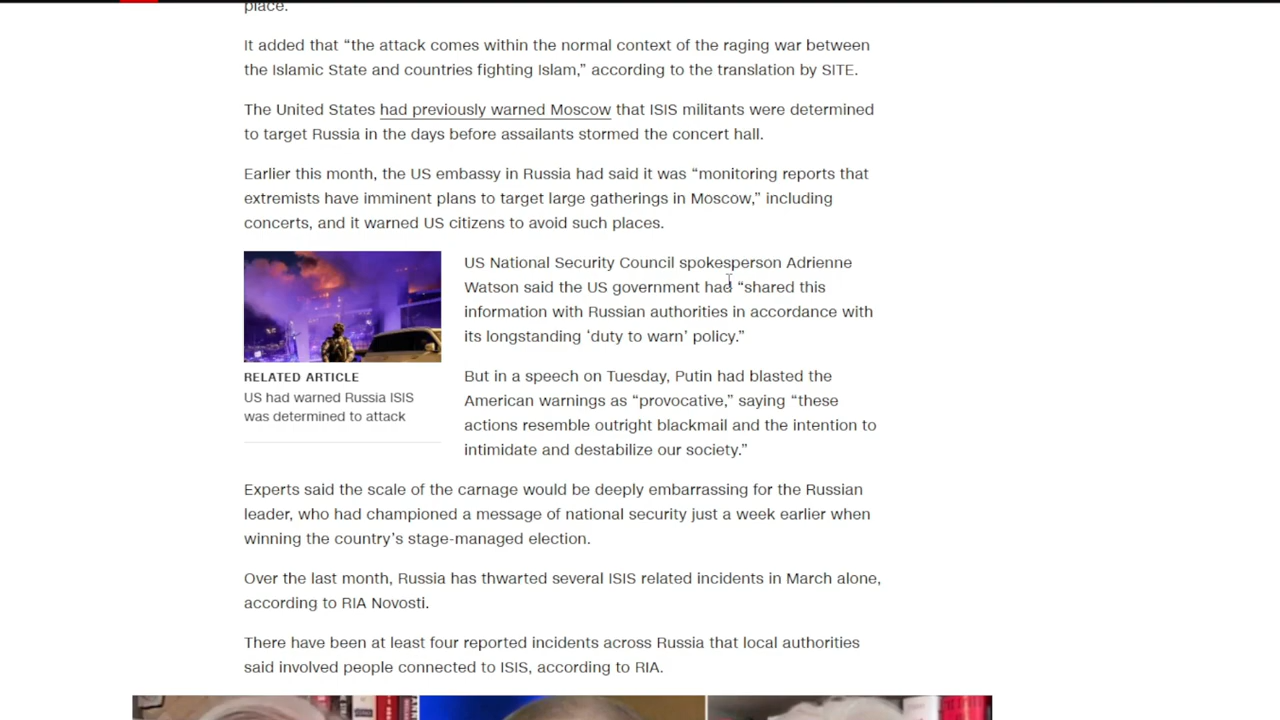 place.
It added that “the attack comes within the normal context of the raging war between
the Islamic State and countries fighting Islam,” according to the translation by SITE.
The United States had previously warned Moscow that ISIS militants were determined
to target Russia in the days before assailants stormed the concert hall.
Earlier this month, the US embassy in Russia had said it was “monitoring reports that
extremists have imminent plans to target large gatherings in Moscow,” including
concerts, and it warned US citizens to avoid such places.
RELATED ARTICLE
US had warned Russia ISIS
was determined to attack
US National Security Council spokesperson Adrienne
Watson said the US government had “shared this
information with Russian authorities in accordance with
its longstanding ‘duty to warn’ policy.”
But in a speech on Tuesday, Putin had blasted the
American warnings as “provocative,” saying “these
actions resemble outright blackmail and the intention to
intimidate and destabilize our society.”
Experts said the scale of the carnage would be deeply embarrassing for the Russian
leader, who had championed a message of national security just a week earlier when
winning the country’s stage-managed election.
Over the last month, Russia has thwarted several ISIS related incidents in March alone,
according to RIA Novosti.
There have been at least four reported incidents across Russia that local authorities
said involved people connected to ISIS, according to RIA.